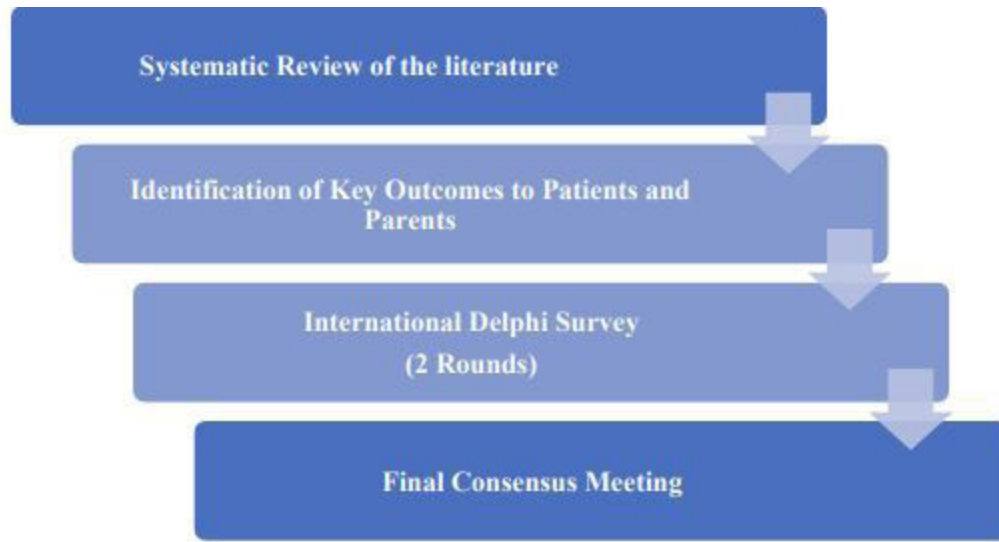 Systematic Review of the literature
Identification of Key Outcomes to Patients and
Parents
International Delphi Survey
(2 Rounds)
Final Consensus Meeting